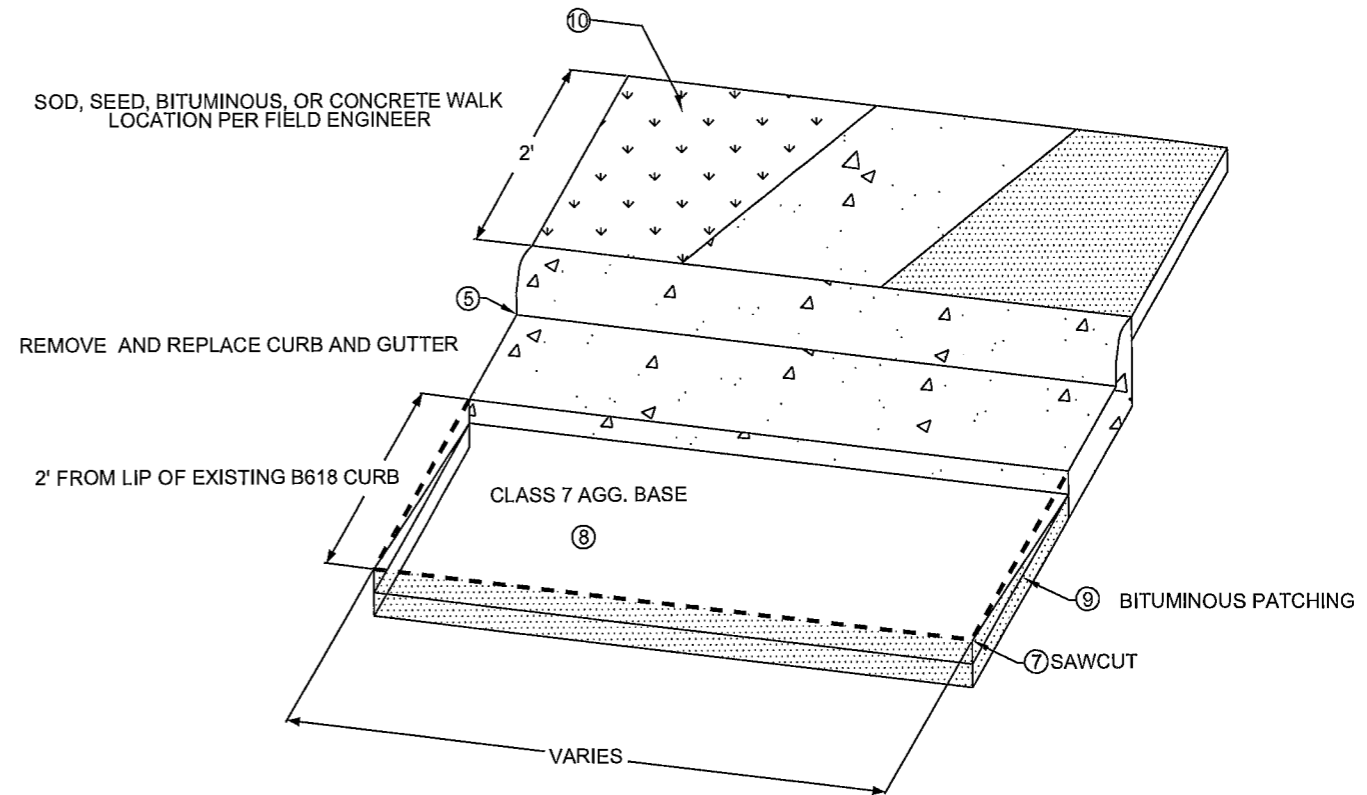 ⑩
SOD, SEED, BITUMINOUS, OR CONCRETE WALK
LOCATION PER FIELD ENGINEER
2'
⑤
REMOVE AND REPLACE CURB AND GUTTER
2' FROM LIP OF EXISTING B618 CURB
CLASS 7 AGG. BASE
⑧
⑨ BITUMINOUS PATCHING
⑦ SAWCUT
VARIES